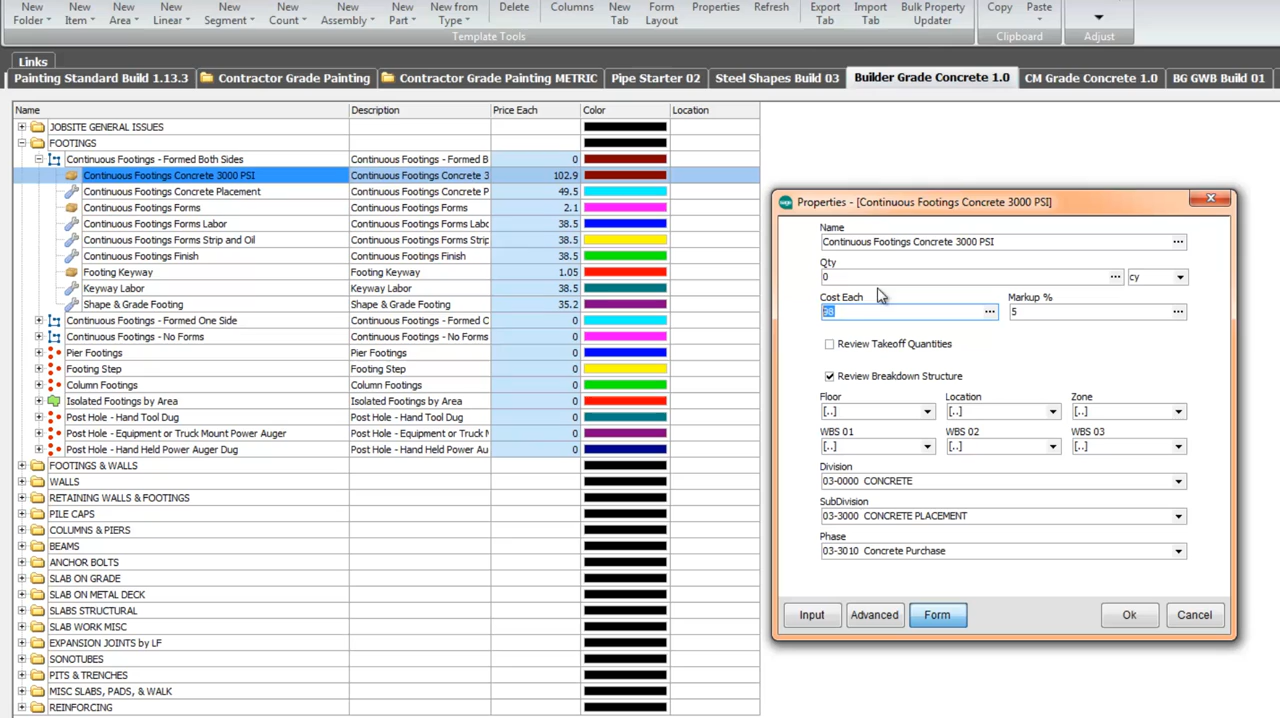 New Folder New Item New Area New Linear New Segment New Count New Assembly New Part New from Type Delete Columns New Tab Form Layout Properties Refresh Export Tab Import Tab Bulk Property Updater Copy Paste
Template Tools Clipboard Adjust
Links
Painting Standard Build 1.13.3 Contractor Grade Painting Contractor Grade Painting METRIC Pipe Starter 02 Steel Shapes Build 03 Builder Grade Concrete 1.0 CM Grade Concrete 1.0 BG GWB Build 01
Name Description Price Each Color Location
JOBSITE GENERAL ISSUES
FOOTINGS
Continuous Footings - Formed Both Sides Continuous Footings - Formed B 0
Continuous Footings Concrete 3000 PSI Continuous Footings Concrete 3 102.9
Continuous Footings Concrete Placement Continuous Footings Concrete P 49.5
Continuous Footings Forms Continuous Footings Forms 2.1
Continuous Footings Forms Labor Continuous Footings Forms Labo 38.5
Continuous Footings Forms Strip and Oil Continuous Footings Forms Strip 38.5
Continuous Footings Finish Continuous Footings Finish 38.5
Footing Keyway Footing Keyway 1.05
Keyway Labor Keyway Labor 38.5
Shape & Grade Footing Shape & Grade Footing 35.2
Continuous Footings - Formed One Side Continuous Footings - Formed O 0
Continuous Footings - No Forms Continuous Footings - No Forms 0
Pier Footings Pier Footings 0
Footing Step Footing Step 0
Column Footings Column Footings 0
Isolated Footings by Area Isolated Footings by Area 0
Post Hole - Hand Tool Dug Post Hole - Hand Tool Dug 0
Post Hole - Equipment or Truck Mount Power Auger Post Hole - Equipment or Truck M 0
Post Hole - Hand Held Power Auger Dug Post Hole - Hand Held Power Au 0
FOOTINGS & WALLS
WALLS
RETAINING WALLS & FOOTINGS
PILE CAPS
COLUMNS & PIERS
BEAMS
ANCHOR BOLTS
SLAB ON GRADE
SLAB ON METAL DECK
SLABS STRUCTURAL
SLAB WORK MISC
EXPANSION JOINTS by LF
SONOTUBES
PITS & TRENCHES
MISC SLABS, PADS, & WALK
REINFORCING
sage Properties - [Continuous Footings Concrete 3000 PSI]
Name
Continuous Footings Concrete 3000 PSI
Qty
0 cy
Cost Each Markup %
98 5
Review Takeoff Quantities
Review Breakdown Structure
Floor Location Zone
[..] [..] [..]
WBS 01 WBS 02 WBS 03
[..] [..] [..]
Division
03-0000 CONCRETE
SubDivision
03-3000 CONCRETE PLACEMENT
Phase
03-3010 Concrete Purchase
Input Advanced Form Ok Cancel